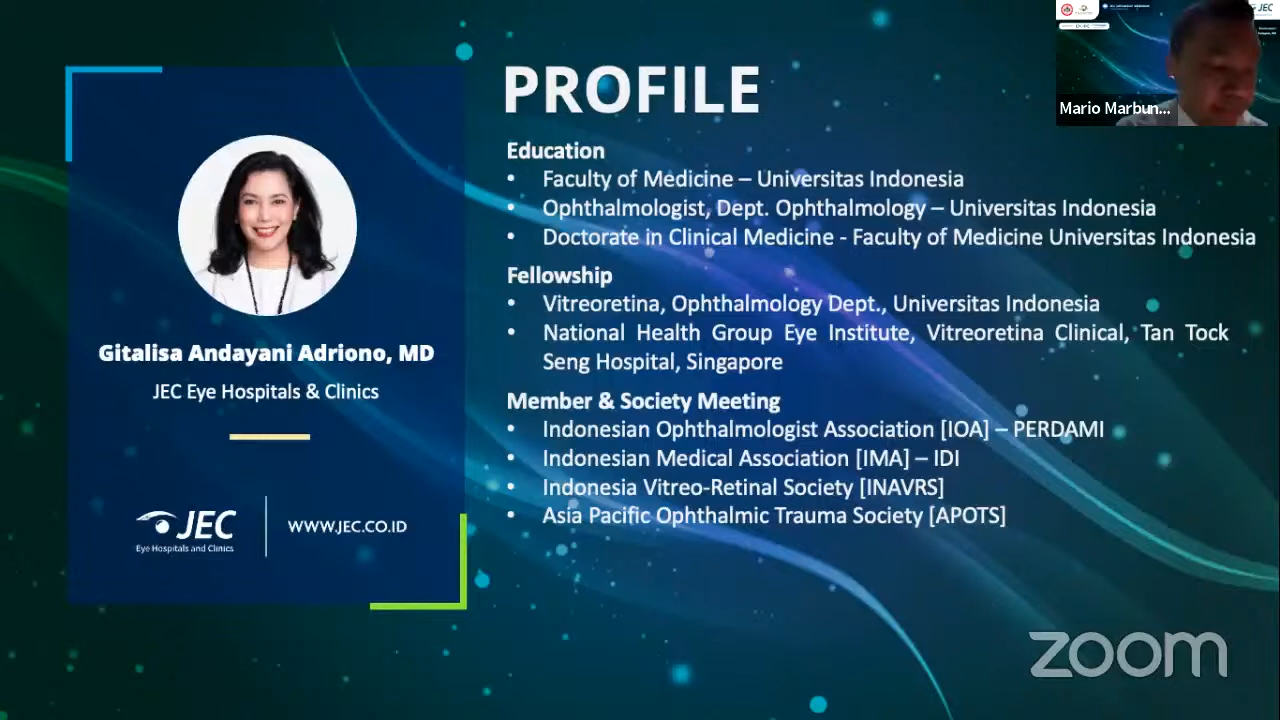 PROFILE
Education
• Faculty of Medicine – Universitas Indonesia
• Ophthalmologist, Dept. Ophthalmology – Universitas Indonesia
• Doctorate in Clinical Medicine - Faculty of Medicine Universitas Indonesia
Fellowship
• Vitreoretina, Ophthalmology Dept., Universitas Indonesia
• National Health Group Eye Institute, Vitreoretina Clinical, Tan Tock
Seng Hospital, Singapore
Member & Society Meeting
• Indonesian Ophthalmologist Association [IOA] – PERDAMI
• Indonesian Medical Association [IMA] – IDI
• Indonesia Vitreo-Retinal Society [INAVRS]
• Asia Pacific Ophthalmic Trauma Society [APOTS]
Gitalisa Andayani Adriono, MD
JEC Eye Hospitals & Clinics
JEC
Eye Hospitals and Clinics
WWW.JEC.CO.ID
JEC
Mario Marbun...
zoom